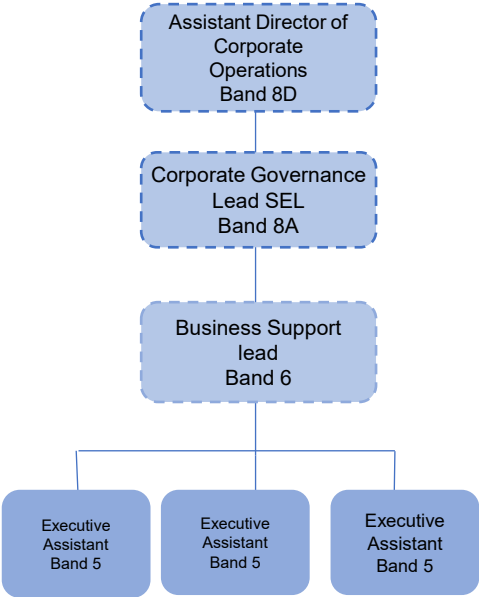 Assistant Director of
Corporate
Operations
Band 8D
Corporate Governance
Lead SEL
Band 8A
Business Support
lead
Band 6
Executive
Assistant
Band 5
Executive
Assistant
Band 5
Executive
Assistant
Band 5